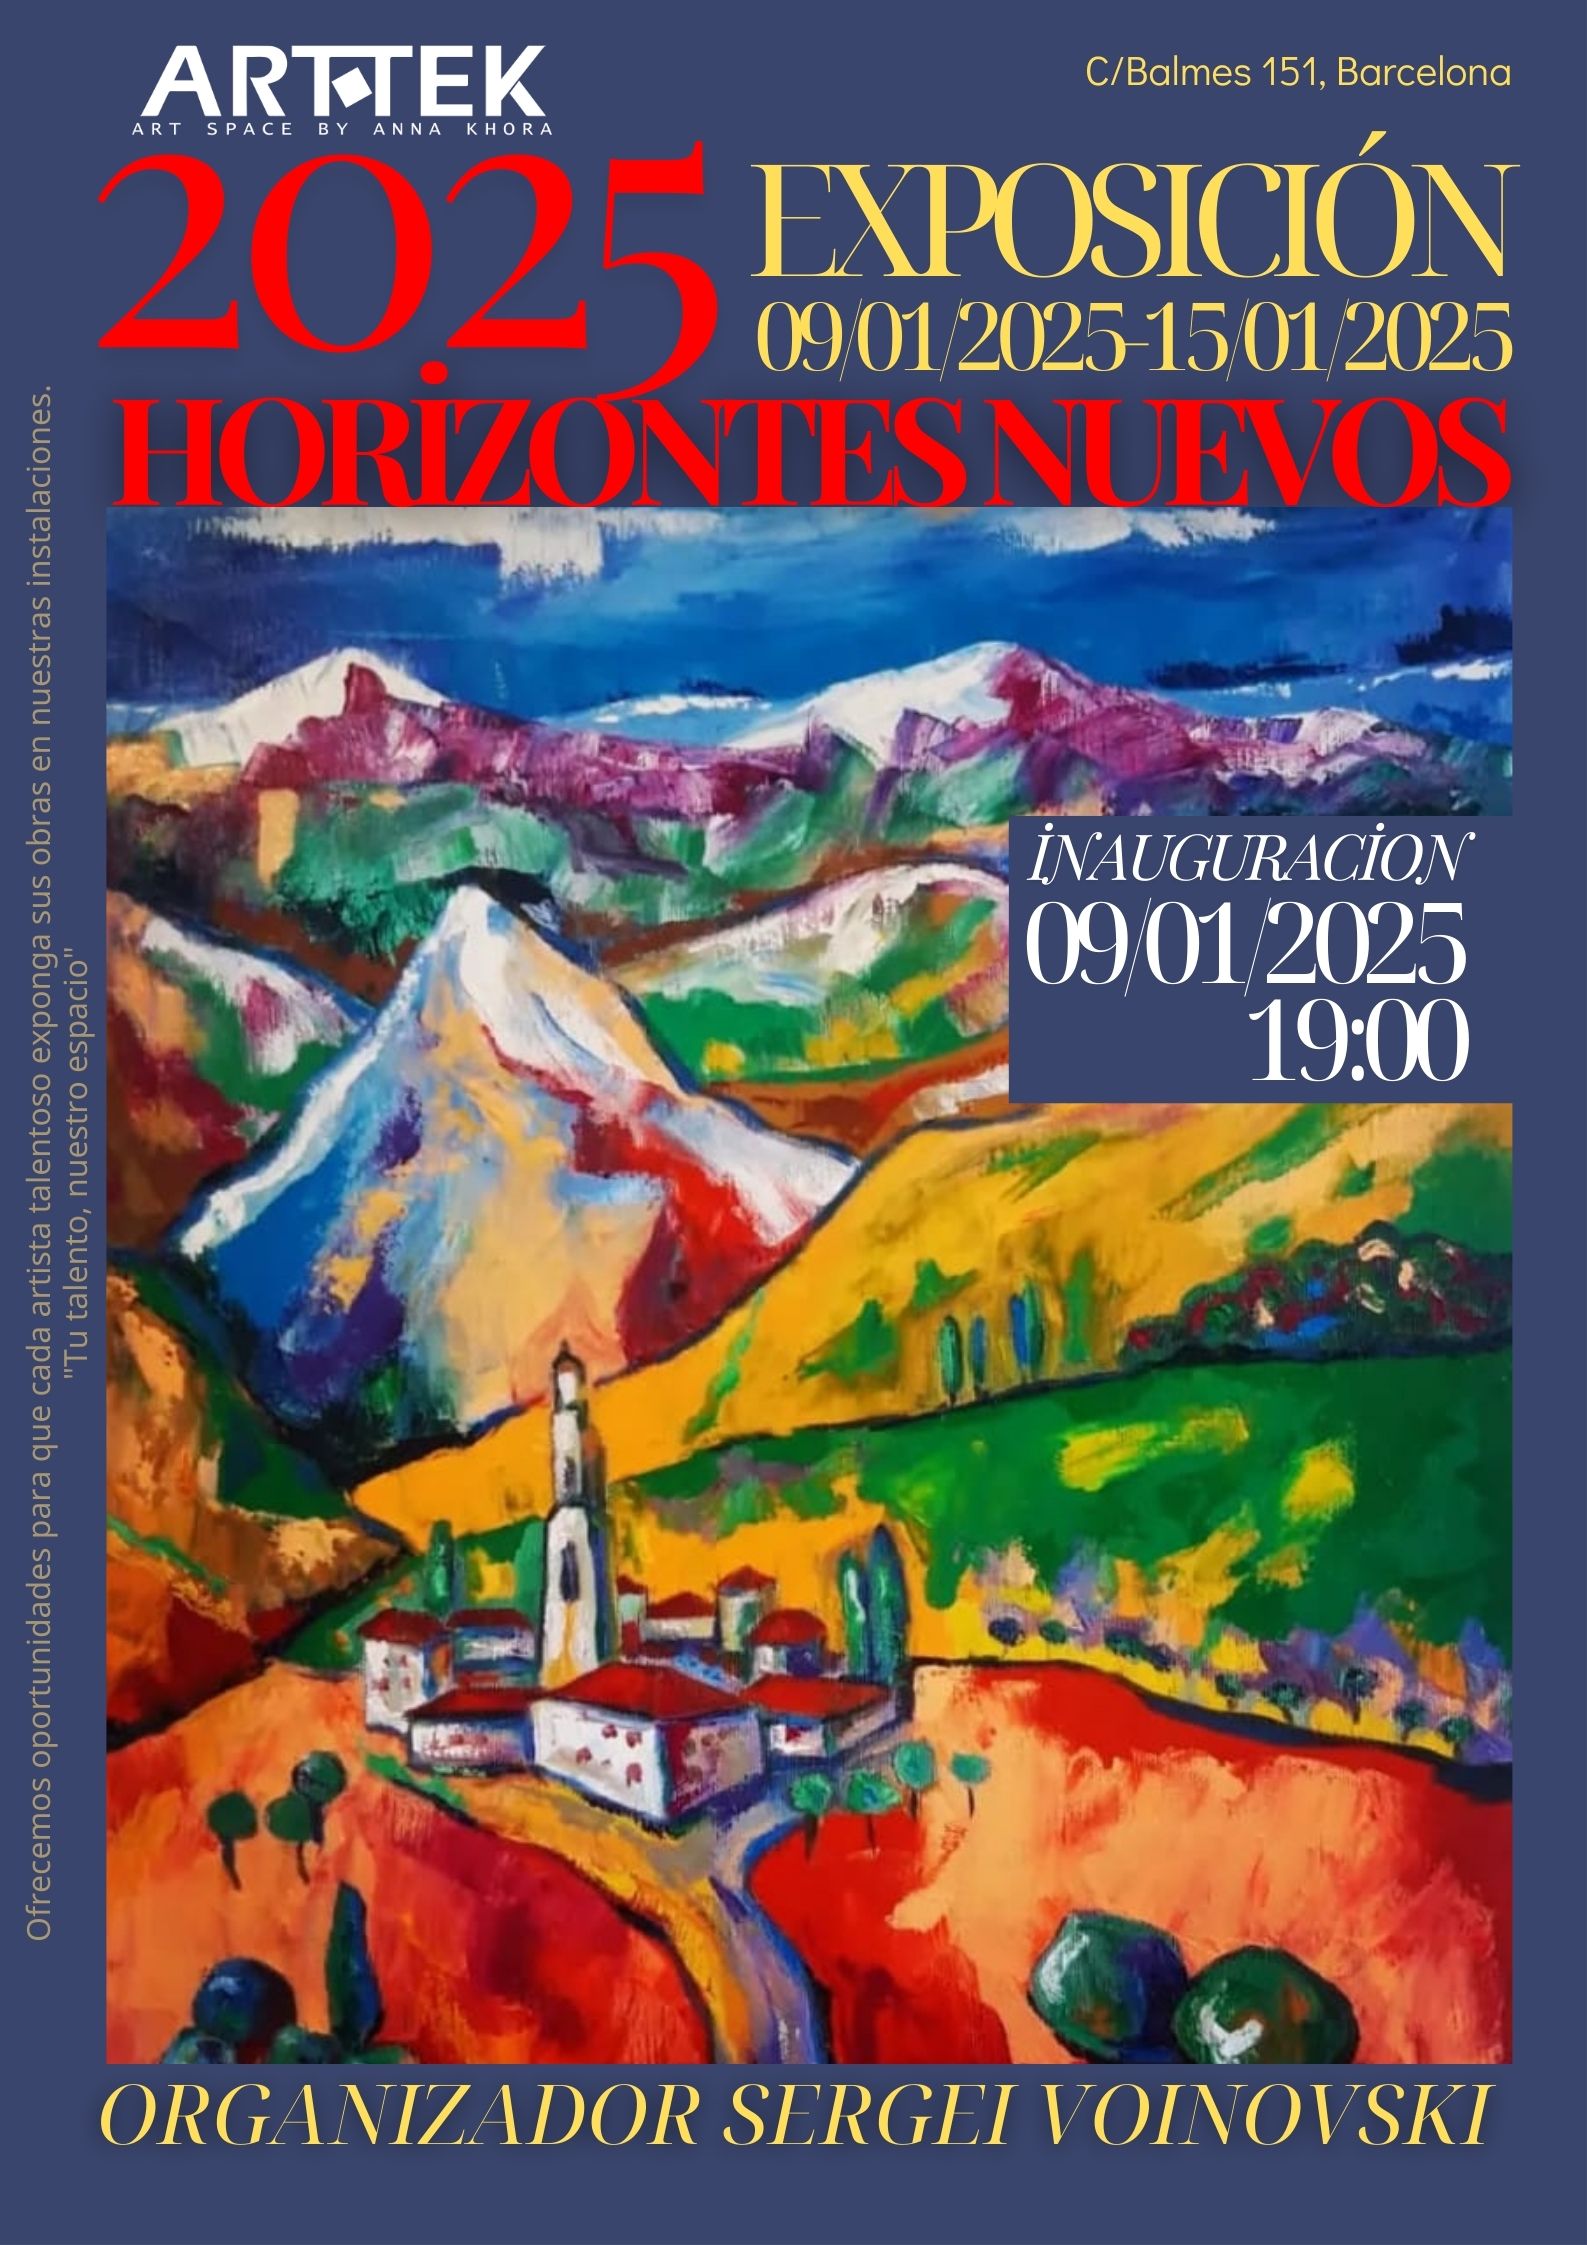 ARTTEK
ART SPACE BY ANNA KHORA
C/Balmes 151, Barcelona
2025
EXPOSICIÓN
09/01/2025-15/01/2025
HORİZONTES NUEVOS
İNAUGURACİON
09/01/2025
19:00
Ofrecemos oportunidades para que cada artista talentoso exponga sus obras en nuestras instalaciones.
"Tu talento, nuestro espacio"
ORGANIZADOR SERGEI VOINOVSKI